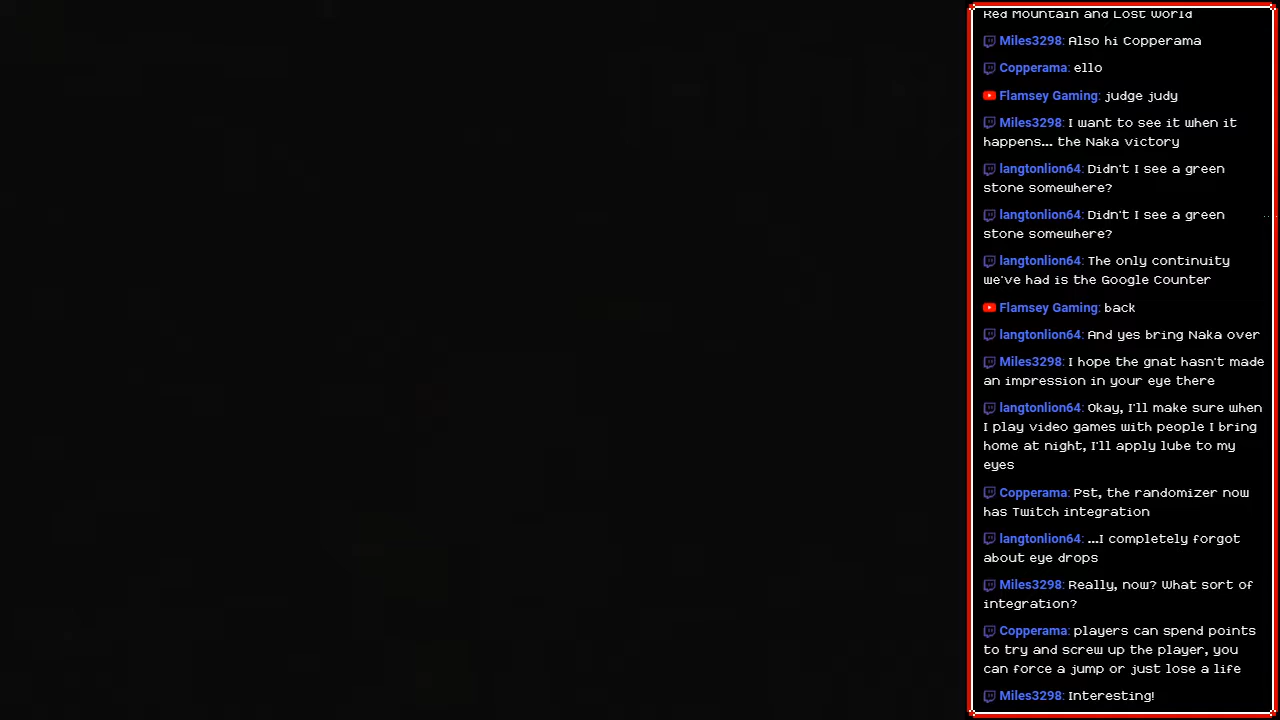 Red Mountain and Lost World
Miles3298: Also hi Copperama
Copperama: ello
Flamsey Gaming: judge judy
Miles3298: I want to see it when it
happens... the Naka victory
langtonlion64: Didn't I see a green
stone somewhere?
langtonlion64: Didn't I see a green
stone somewhere?
langtonlion64: The only continuity
we've had is the Google Counter
Flamsey Gaming: back
langtonlion64: And yes bring Naka over
Miles3298: I hope the gnat hasn't made
an impression in your eye there
langtonlion64: Okay, I'll make sure when
I play video games with people I bring
home at night, I'll apply lube to my
eyes
Copperama: Pst, the randomizer now
has Twitch integration
langtonlion64: ...I completely forgot
about eye drops
Miles3298: Really, now? What sort of
integration?
Copperama: players can spend points
to try and screw up the player, you
can force a jump or just lose a life
Miles3298: Interesting!